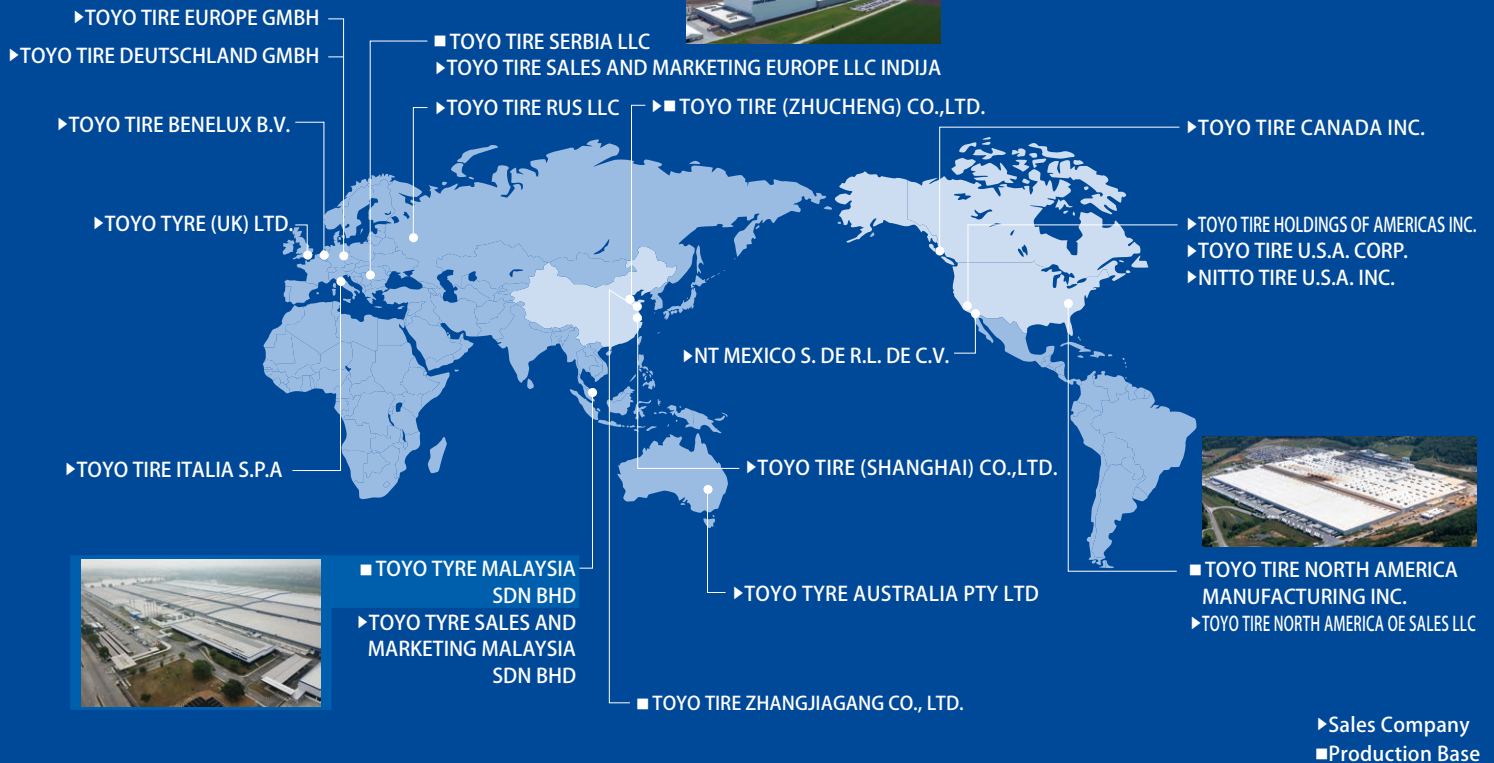 ▶TOYO TIRE EUROPE GMBH
▶TOYO TIRE DEUTSCHLAND GMBH
■ TOYO TIRE SERBIA LLC
▶TOYO TIRE SALES AND MARKETING EUROPE LLC INDIJA
▶TOYO TIRE RUS LLC
▶■ TOYO TIRE (ZHUCHENG) CO.,LTD.
▶TOYO TIRE BENELUX B.V.
▶TOYO TIRE CANADA INC.
▶TOYO TYRE (UK) LTD.
▶TOYO TIRE HOLDINGS OF AMERICAS INC.
▶TOYO TIRE U.S.A. CORP.
▶NITTO TIRE U.S.A. INC.
▶NT MEXICO S. DE R.L. DE C.V.
▶TOYO TIRE ITALIA S.P.A
▶TOYO TIRE (SHANGHAI) CO.,LTD.
■ TOYO TYRE MALAYSIA
SDN BHD
▶TOYO TYRE SALES AND
MARKETING MALAYSIA
SDN BHD
▶TOYO TYRE AUSTRALIA PTY LTD
■ TOYO TIRE NORTH AMERICA
MANUFACTURING INC.
▶TOYO TIRE NORTH AMERICA OE SALES LLC
■ TOYO TIRE ZHANGJIAGANG CO., LTD.
▶Sales Company
■Production Base